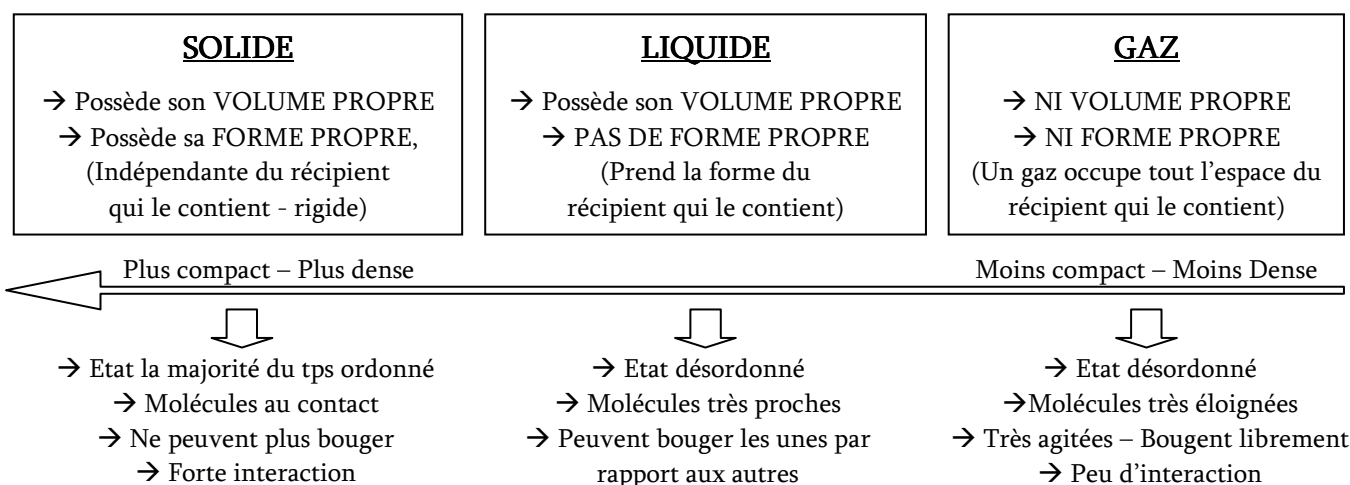 SOLIDE
→ Possède son VOLUME PROPRE
→ Possède sa FORME PROPRE,
(Indépendante du récipient
qui le contient - rigide)
LIQUIDE
→ Possède son VOLUME PROPRE
→ PAS DE FORME PROPRE
(Prend la forme du
récipient qui le contient)
GAZ
→ NI VOLUME PROPRE
→ NI FORME PROPRE
(Un gaz occupe tout l'espace du
récipient qui le contient)
Plus compact – Plus dense
Moins compact – Moins Dense
→ Etat la majorité du tps ordonné
→ Molécules au contact
→ Ne peuvent plus bouger
→ Forte interaction
→ Etat désordonné
→ Molécules très proches
→ Peuvent bouger les unes par
rapport aux autres
→ Etat désordonné
→Molécules très éloignées
→ Très agitées – Bougent librement
→ Peu d'interaction